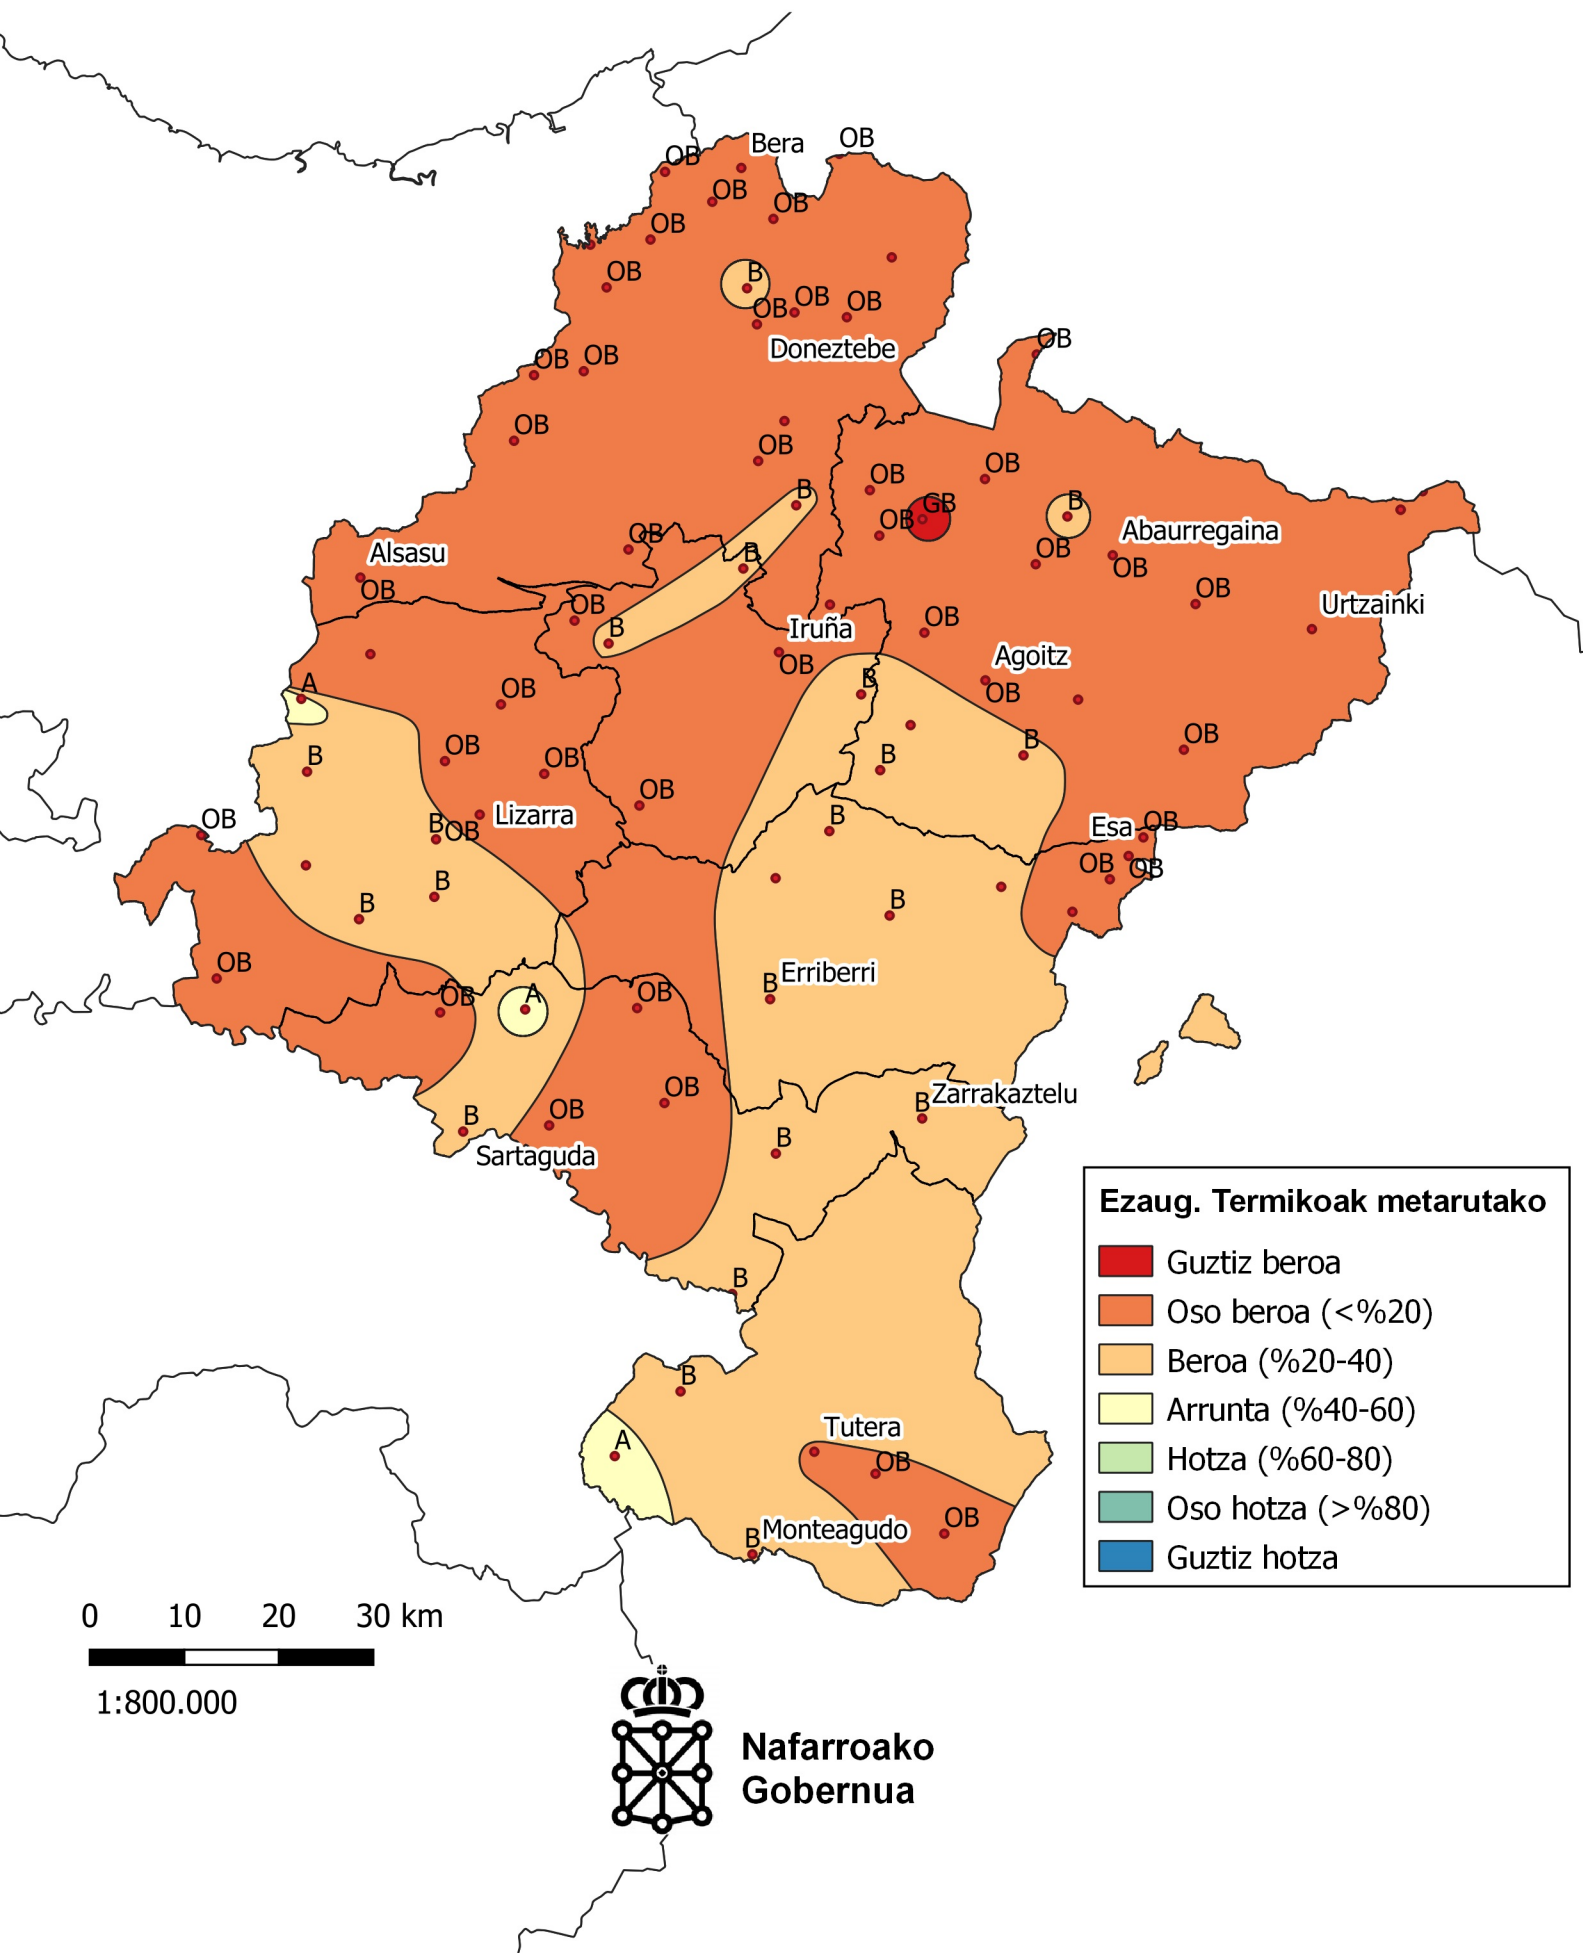 Bera OB
OB
OB
OB
OB
OB
B
OB
OB
OB
Doneztebe
OB
OB OB
OB
OB
OB
OB
B
GB
B
OB
OB
Abaurregaina
Alsasu
B
OB
OB
OB
OB
OB
Urtzainki
B
Iruña
OB
OB
Agoitz
A
B
OB
OB
OB
B
OB
B
OB
B
OB
OB
B
Lizarra
B
OB
OB
Esa
OB
B OB
OB
OB
B
B
B
OB
Erriberri
B
OB
A
OB
OB
B
Zarrakaztelu
B
OB
B
Sartaguda
B
B
B
Tutera
A
OB
OB
B
Monteagudo
Ezaug. Termikoak metarutako
Guztiz beroa
Oso beroa (<%20)
Beroa (%20-40)
Arrunta (%40-60)
Hotza (%60-80)
Oso hotza (>%80)
Guztiz hotza
0 10 20 30 km
1:800.000
Nafarroako
Gobernua